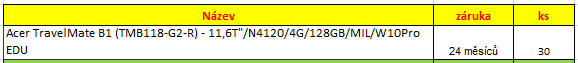 Název záruka ks
Acer TravelMate B1 (TMB118-G2-R) - 11,6T"/N4120/4G/128GB/MIL/W10Pro
EDU 24 měsíců 30